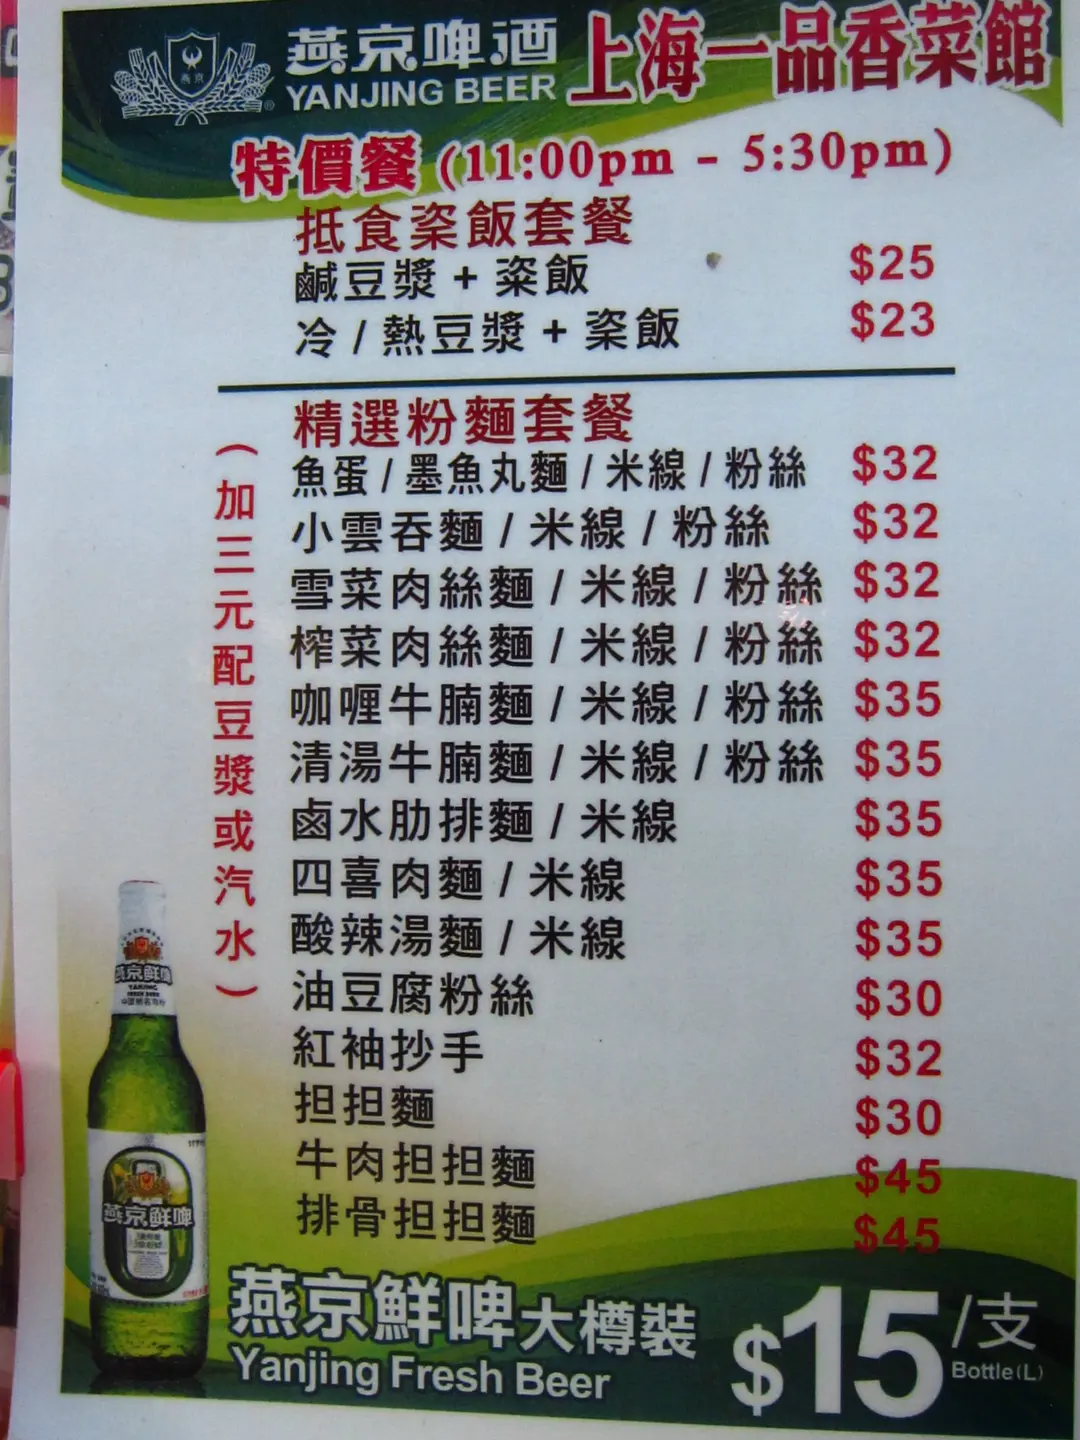 燕京啤酒
YANJING BEER
上海一品香菜館
特價餐 (11:00pm - 5:30pm)
抵食粢飯套餐
鹹豆漿 + 粢飯 $25
冷 / 熱豆漿 + 粢飯 $23
精選粉麵套餐
(加三元配豆漿或汽水)
魚蛋 / 墨魚丸麵 / 米線 / 粉絲 $32
小雲吞麵 / 米線 / 粉絲 $32
雪菜肉絲麵 / 米線 / 粉絲 $32
榨菜肉絲麵 / 米線 / 粉絲 $32
咖喱牛腩麵 / 米線 / 粉絲 $35
清湯牛腩麵 / 米線 / 粉絲 $35
鹵水肋排麵 / 米線 $35
四喜肉麵 / 米線 $35
酸辣湯麵 / 米線 $35
油豆腐粉絲 $30
紅袖抄手 $32
担担麵 $30
牛肉担担麵 $45
排骨担担麵 $45
燕京鮮啤
YANJING
燕京鮮啤
燕京鮮啤大樽裝
Yanjing Fresh Beer
$15/支
Bottle(L)